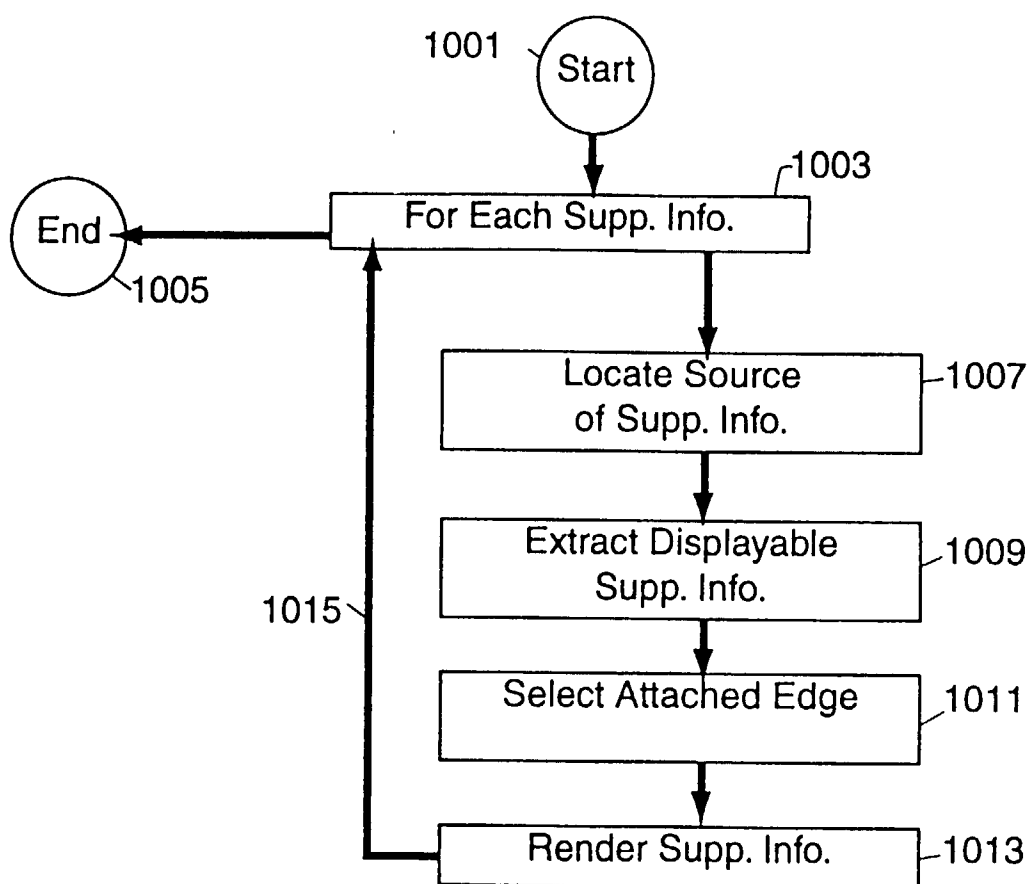 1001
Start
1003
For Each Supp. Info.
End
1005
Locate Source
of Supp. Info.
1007
Extract Displayable
Supp. Info.
1009
1015
Select Attached Edge
1011
Render Supp. Info.
1013